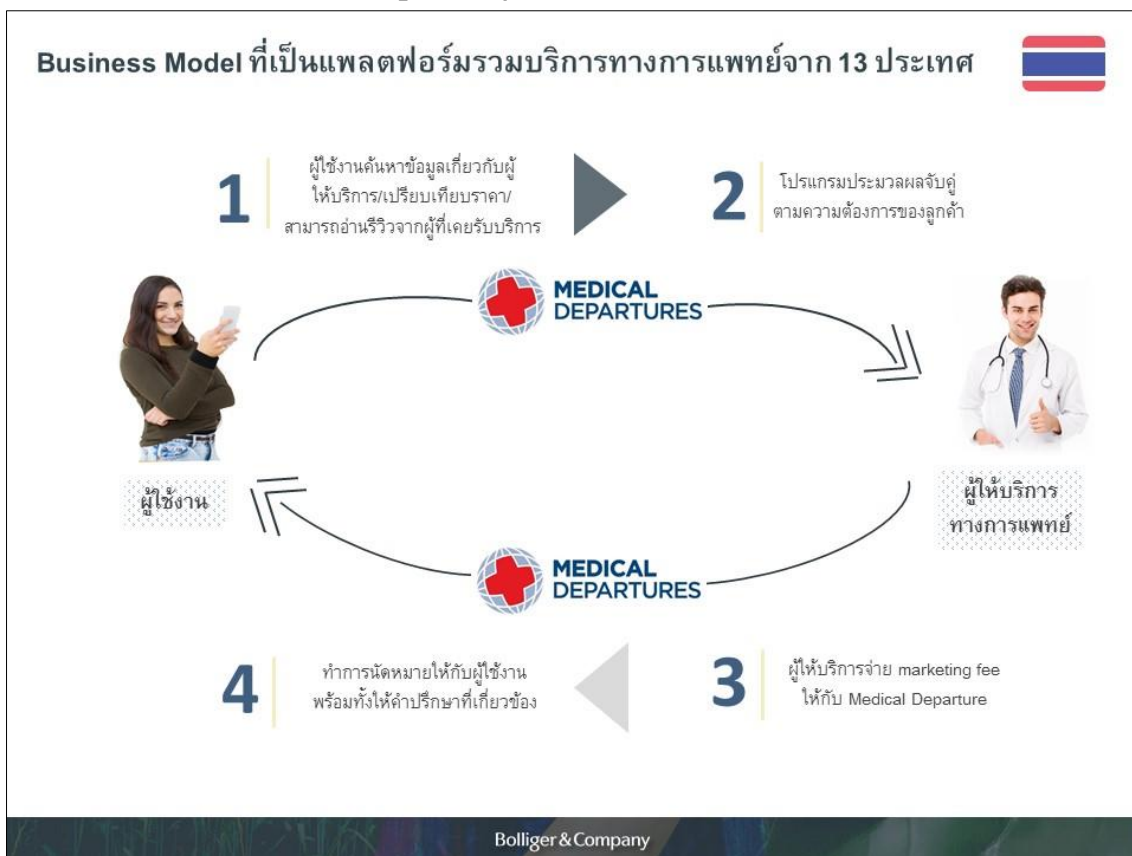 Business Model ที่เป็นแพลตฟอร์มรวมบริการทางการแพทย์จาก 13 ประเทศ
1
ผู้ใช้งานค้นหาข้อมูลเกี่ยวกับผู้
ให้บริการ/เปรียบเทียบราคา/
สามารถอ่านรีวิวจากผู้ที่เคยรับบริการ
2
โปรแกรมประมวลผลจับคู่
ตามความต้องการของลูกค้า
MEDICAL
DEPARTURES
ผู้ใช้งาน
ผู้ให้บริการ
ทางการแพทย์
MEDICAL
DEPARTURES
4
ทำการนัดหมายให้กับผู้ใช้งาน
พร้อมทั้งให้คำปรึกษาที่เกี่ยวข้อง
3
ผู้ให้บริการจ่าย marketing fee
ให้กับ Medical Departure
Bolliger & Company